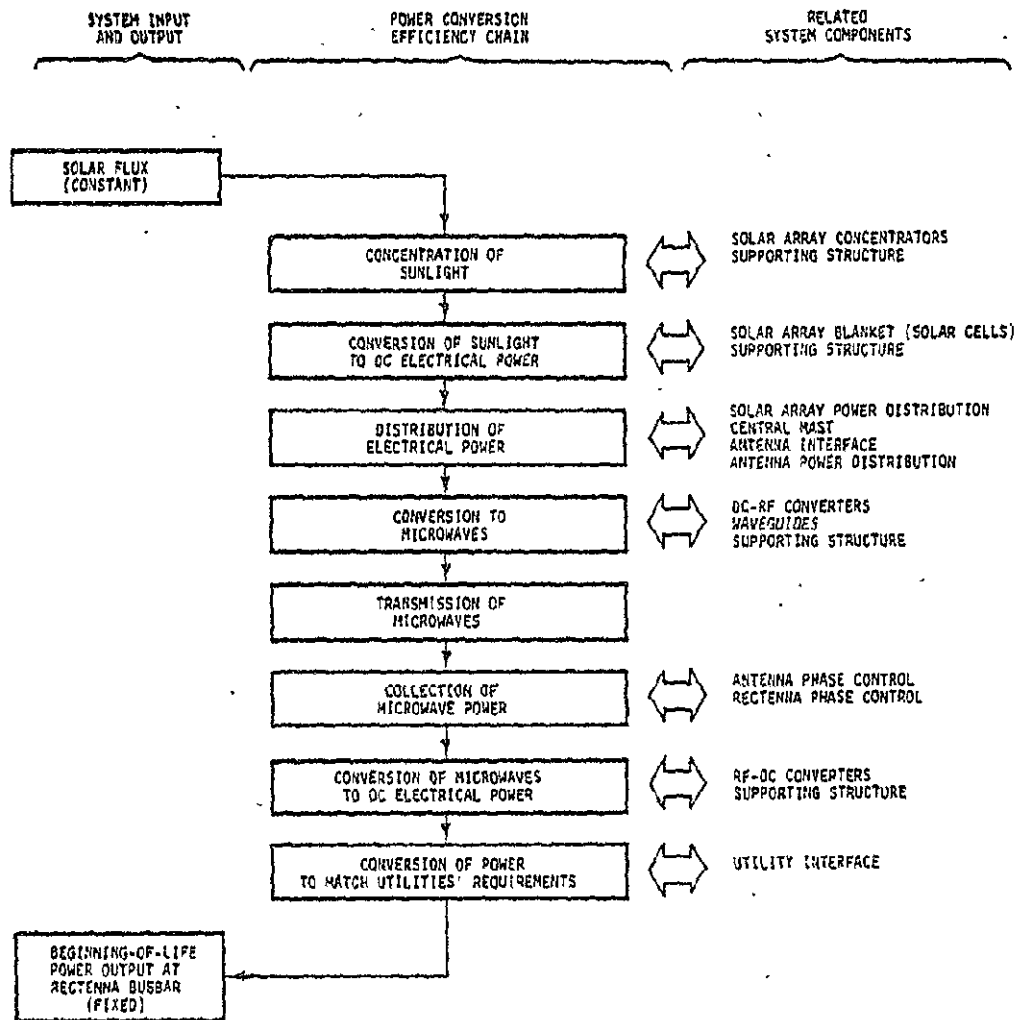 SYSTEM INPUT
AND OUTPUT
POWER CONVERSION
EFFICIENCY CHAIN
RELATED
SYSTEM COMPONENTS
SOLAR FLUX
(CONSTANT)
CONCENTRATION OF
SUNLIGHT
SOLAR ARRAY CONCENTRATORS
SUPPORTING STRUCTURE
CONVERSION OF SUNLIGHT
TO DC ELECTRICAL POWER
SOLAR ARRAY BLANKET (SOLAR CELLS)
SUPPORTING STRUCTURE
DISTRIBUTION OF
ELECTRICAL POWER
SOLAR ARRAY POWER DISTRIBUTION
CENTRAL MAST
ANTENNA INTERFACE
ANTENNA POWER DISTRIBUTION
CONVERSION TO
MICROWAVES
DC-RF CONVERTERS
WAVEGUIDES
SUPPORTING STRUCTURE
TRANSMISSION OF
MICROWAVES
COLLECTION OF
MICROWAVE POWER
ANTENNA PHASE CONTROL
RECTENNA PHASE CONTROL
CONVERSION OF MICROWAVES
TO DC ELECTRICAL POWER
RF-DC CONVERTERS
SUPPORTING STRUCTURE
CONVERSION OF POWER
TO MATCH UTILITIES' REQUIREMENTS
UTILITY INTERFACE
BEGINNING-OF-LIFE
POWER OUTPUT AT
RECTENNA BUSBAR
(FIXED)